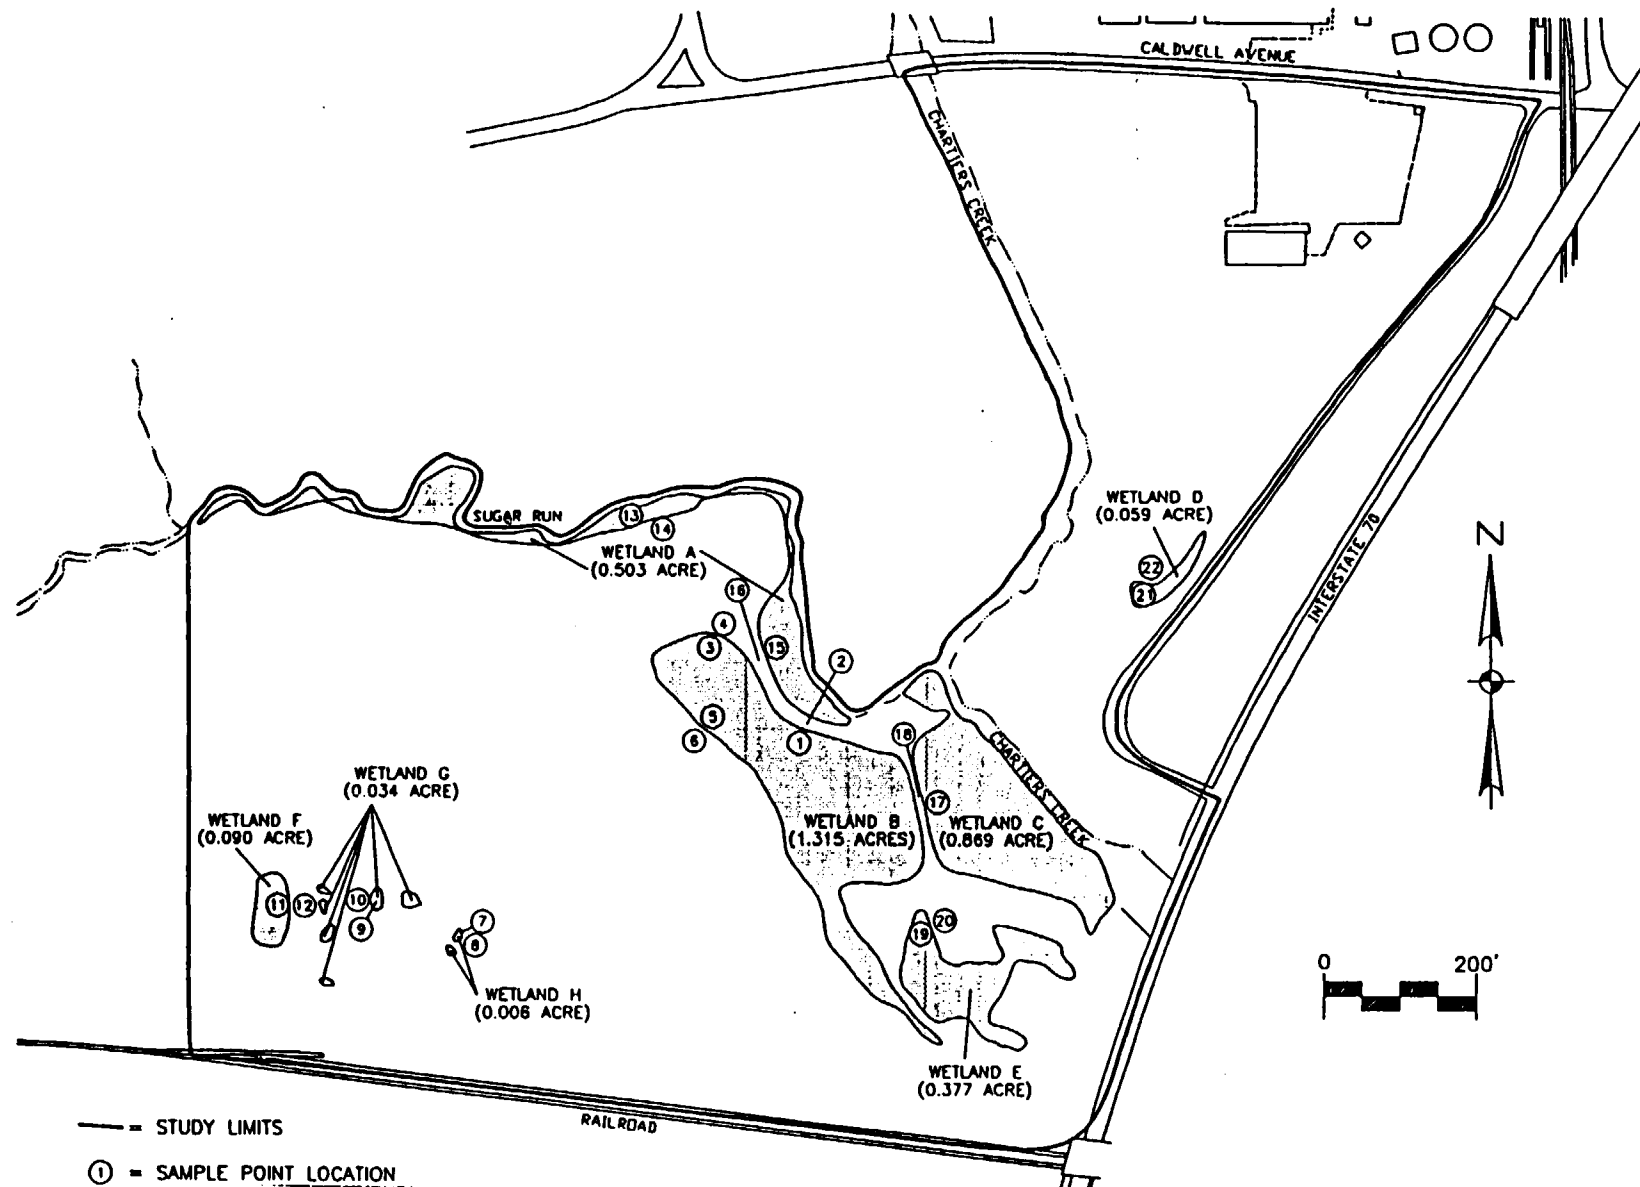 CALDWELL AVENUE
CHARTIERS CREEK
SUGAR RUN
13
14
WETLAND A
(0.503 ACRE)
WETLAND D
(0.059 ACRE)
22
21
INTERSTATE 70
N
16
4
3
15
2
5
6
1
18
CHARTIERS CREEK
17
WETLAND G
(0.034 ACRE)
WETLAND F
(0.090 ACRE)
WETLAND B
(1.315 ACRES)
WETLAND C
(0.869 ACRE)
11
12
10
9
7
8
20
19
WETLAND H
(0.006 ACRE)
0 200'
WETLAND E
(0.377 ACRE)
RAILROAD
= STUDY LIMITS
1 = SAMPLE POINT LOCATION